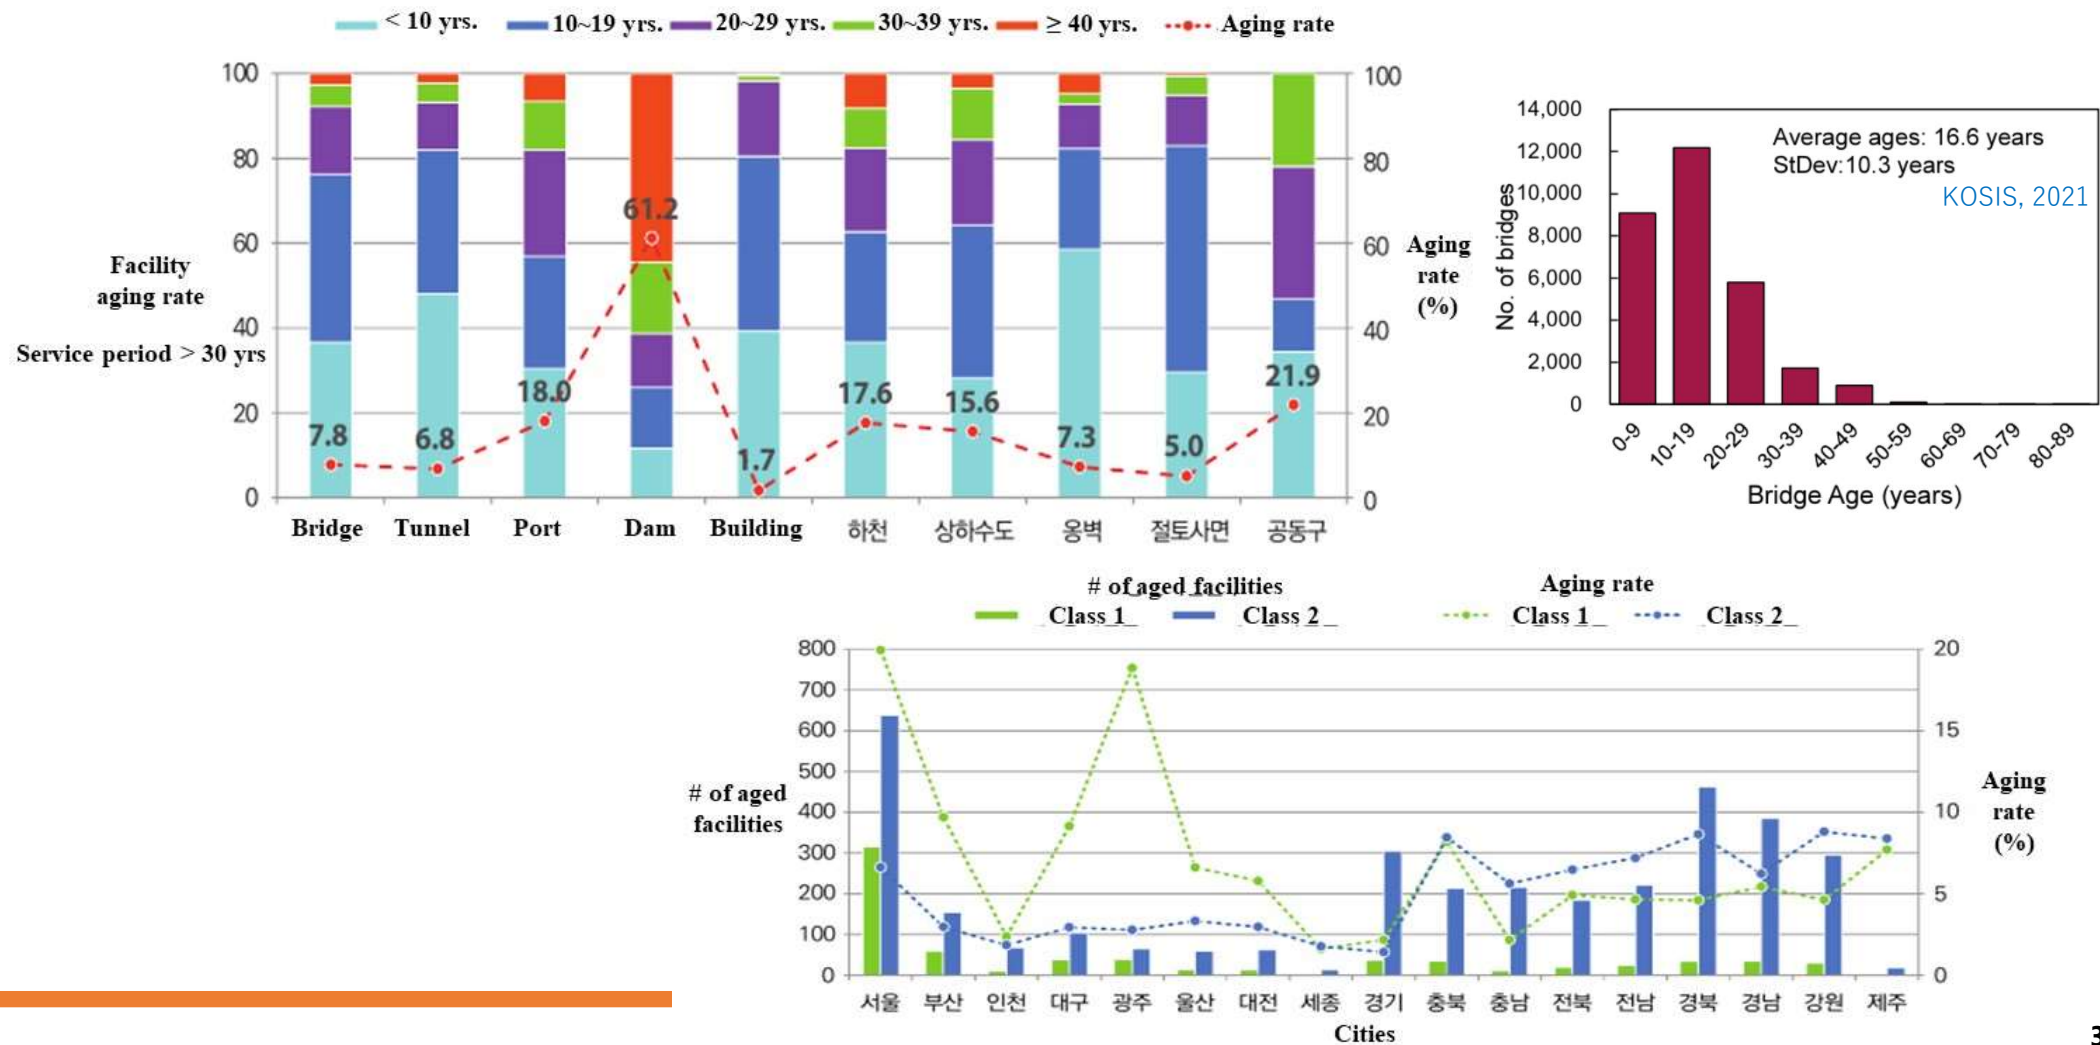 < 10 yrs. 10~19 yrs. 20~29 yrs. 30~39 yrs. ≥ 40 yrs. Aging rate
100
80
60
40
20
0
100
80
60
40
20
0
Facility
aging rate
Service period > 30 yrs
Aging
rate
(%)
7.8
6.8
18.0
61.2
1.7
17.6
15.6
7.3
5.0
21.9
Bridge Tunnel Port Dam Building 하천 상하수도 옹벽 절토사면 공동구
14,000
12,000
10,000
8,000
6,000
4,000
2,000
0
No. of bridges
Average ages: 16.6 years
StDev:10.3 years
KOSIS, 2021
0-9 10-19 20-29 30-39 40-49 50-59 60-69 70-79 80-89
Bridge Age (years)
# of aged facilities Aging rate
Class 1 Class 2 Class 1 Class 2
800
700
600
500
400
300
200
100
0
# of aged
facilities
20
15
10
5
0
Aging
rate
(%)
서울 부산 인천 대구 광주 울산 대전 세종 경기 충북 충남 전북 전남 경북 경남 강원 제주
Cities